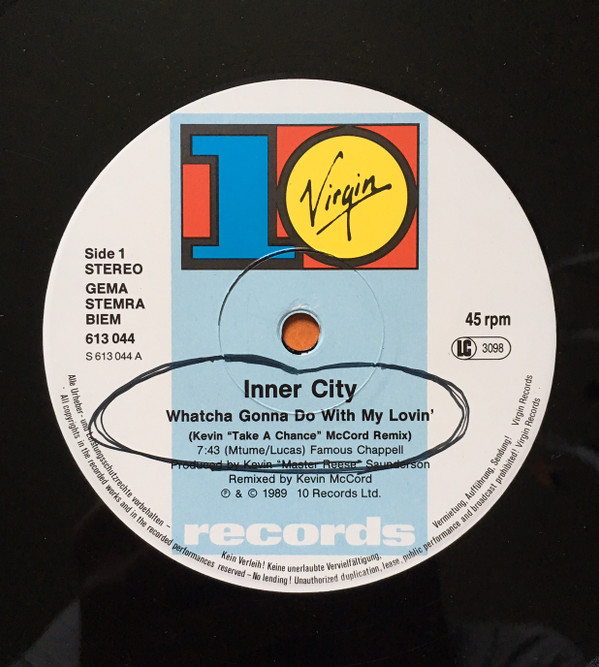 10
Virgin
Side 1
STEREO
GEMA
STEMRA
BIEM
613 044
S 613 044 A
45 rpm
LC 3098
Inner City
Whatcha Gonna Do With My Lovin'
(Kevin "Take A Chance" McCord Remix)
7:43 (Mtume/Lucas) Famous Chappell
Produced by Kevin "Master Reese" Saunderson
Remixed by Kevin McCord
℗ & © 1989 10 Records Ltd.
records
Alle Urheber- und Leistungsschutzrechte vorbehalten – Kein Verleih! Keine unerlaubte Vervielfältigung, Vermietung, Aufführung, Sendung! Virgin Records
All copyrights in the recorded works and in the recorded performances reserved – No lending! Unauthorized duplication, lease, public performance and broadcast prohibited! Virgin Records